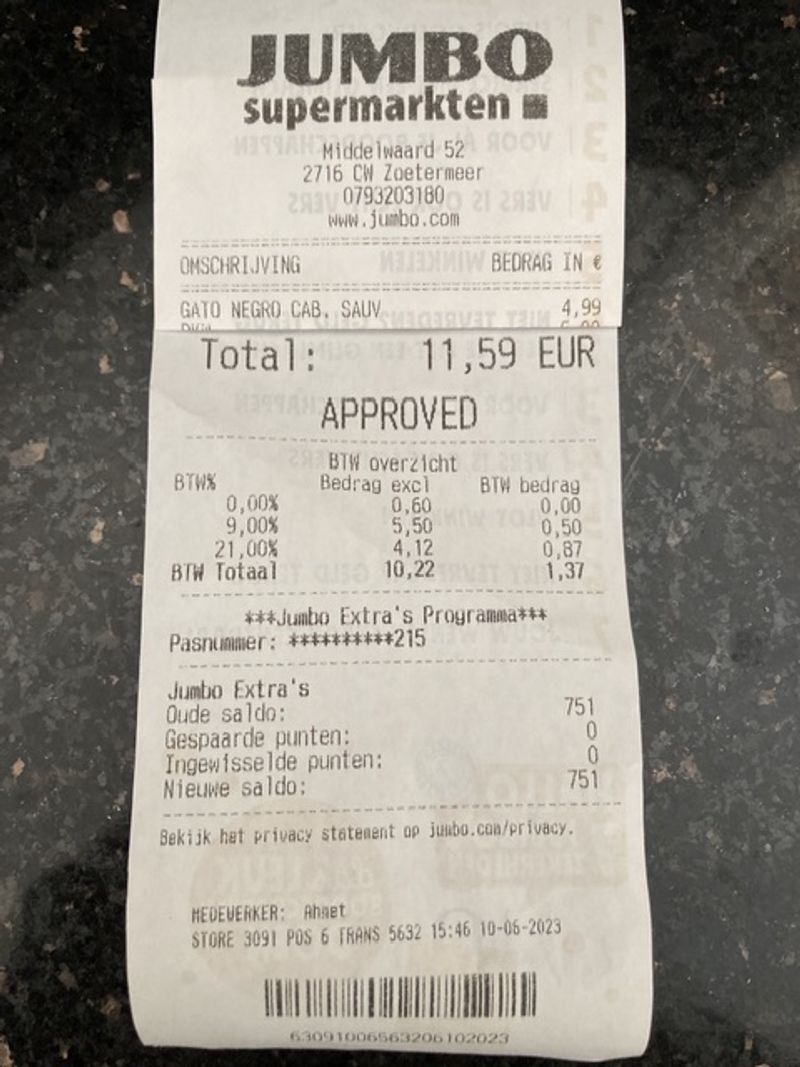 JUMBO
supermarkten
Middelwaard 52
2716 CW Zoetermeer
0793203180
www.jumbo.com
OMSCHRIJVING BEDRAG IN €
GATO NEGRO CAB. SAUV 4,99
Total: 11,59 EUR
APPROVED
BTW overzicht
BTW% Bedrag excl BTW bedrag
0,00% 0,60 0,00
9,00% 5,50 0,50
21,00% 4,12 0,87
BTW Totaal 10,22 1,37
***Jumbo Extra's Programma***
Pasnummer: **********215
Jumbo Extra's
Oude saldo: 751
Gespaarde punten: 0
Ingewisselde punten: 0
Nieuwe saldo: 751
Bekijk het privacy statement op jumbo.com/privacy.
MEDEWERKER: Ahmet
STORE 3091 POS 6 TRANS 5632 15:46 10-06-2023
63091006563206102023